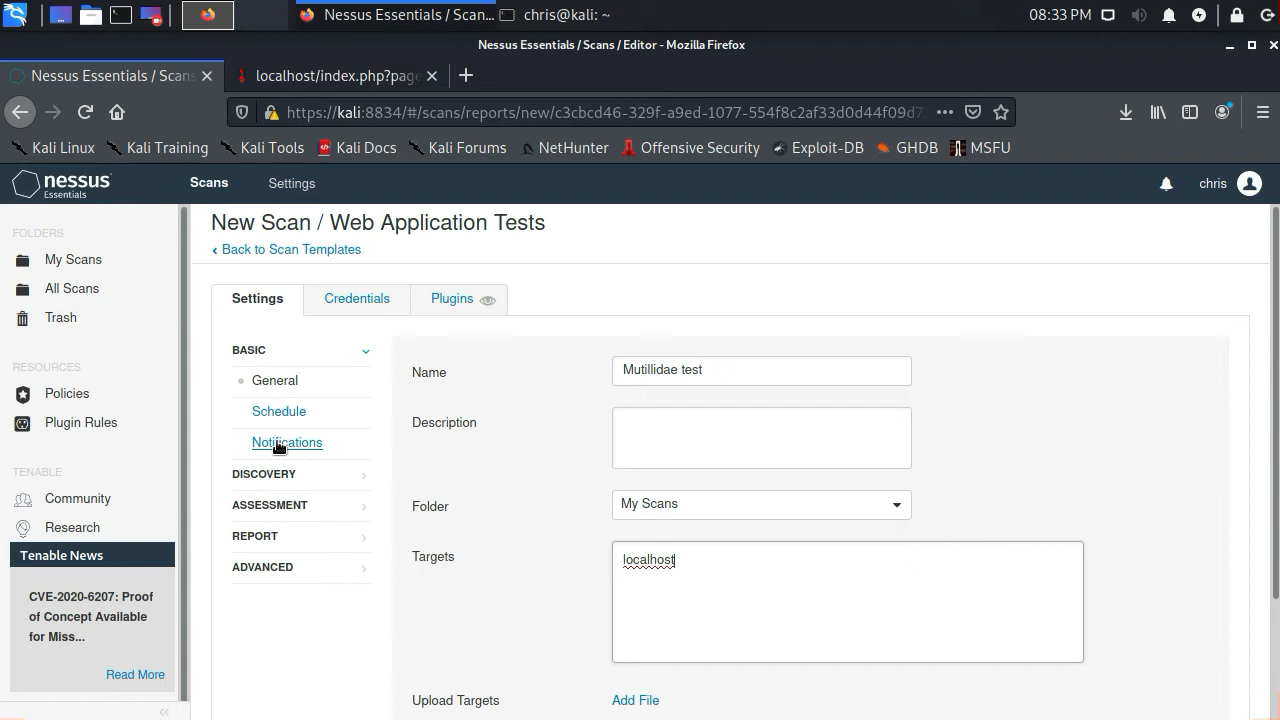 Nessus Essentials / Scan...
chris@kali: ~
08:33 PM
Nessus Essentials / Scans / Editor - Mozilla Firefox
Nessus Essentials / Scans
localhost/index.php?page
https://kali:8834/#/scans/reports/new/c3cbcd46-329f-a9ed-1077-554f8c2af33d0d44f09d7
Kali Linux Kali Training Kali Tools Kali Docs Kali Forums NetHunter Offensive Security Exploit-DB GHDB MSFU
nessus Essentials
Scans Settings
chris
New Scan / Web Application Tests
Back to Scan Templates
FOLDERS
My Scans
All Scans
Trash
RESOURCES
Policies
Plugin Rules
TENABLE
Community
Research
Tenable News
CVE-2020-6207: Proof
of Concept Available
for Miss...
Read More
Settings Credentials Plugins
BASIC
General
Schedule
Notifications
DISCOVERY
ASSESSMENT
REPORT
ADVANCED
Name Mutillidae test
Description
Folder My Scans
Targets localhost
Upload Targets Add File